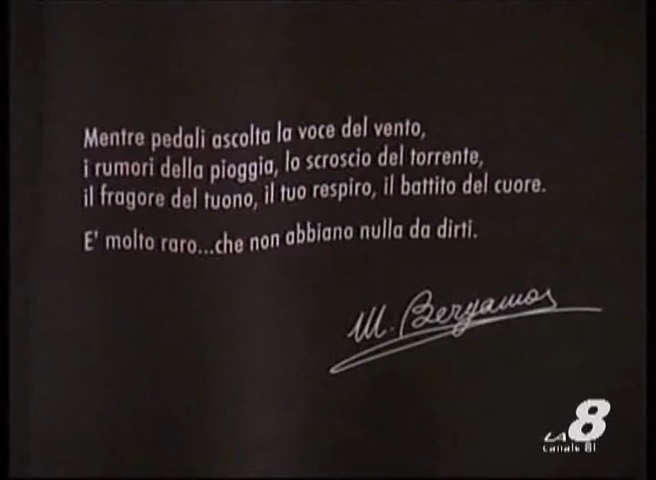 Mentre pedali ascolta la voce del vento,
i rumori della pioggia, lo scroscio del torrente,
il fragore del tuono, il tuo respiro, il battito del cuore.
E' molto raro...che non abbiano nulla da dirti.
M. Bergamo
LA 8
Canale 81